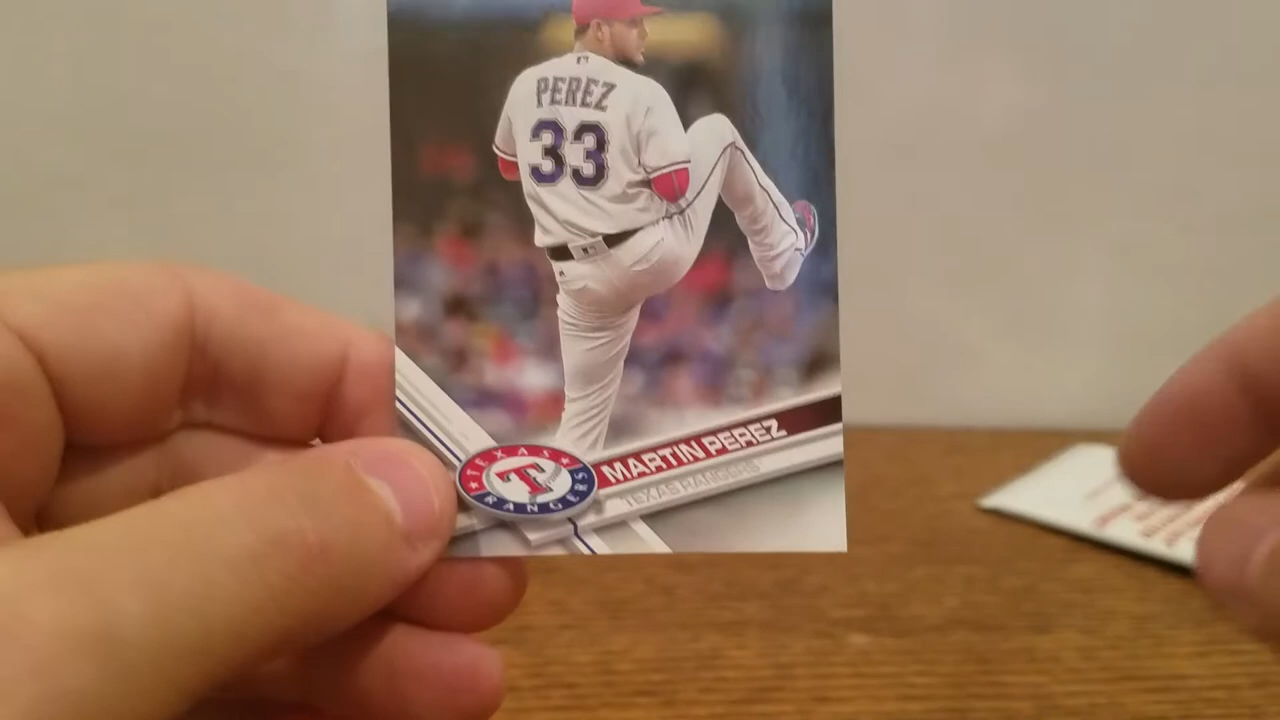 PEREZ
33
TEXAS
T
RANGERS
MARTIN PEREZ
TEXAS RANGERS